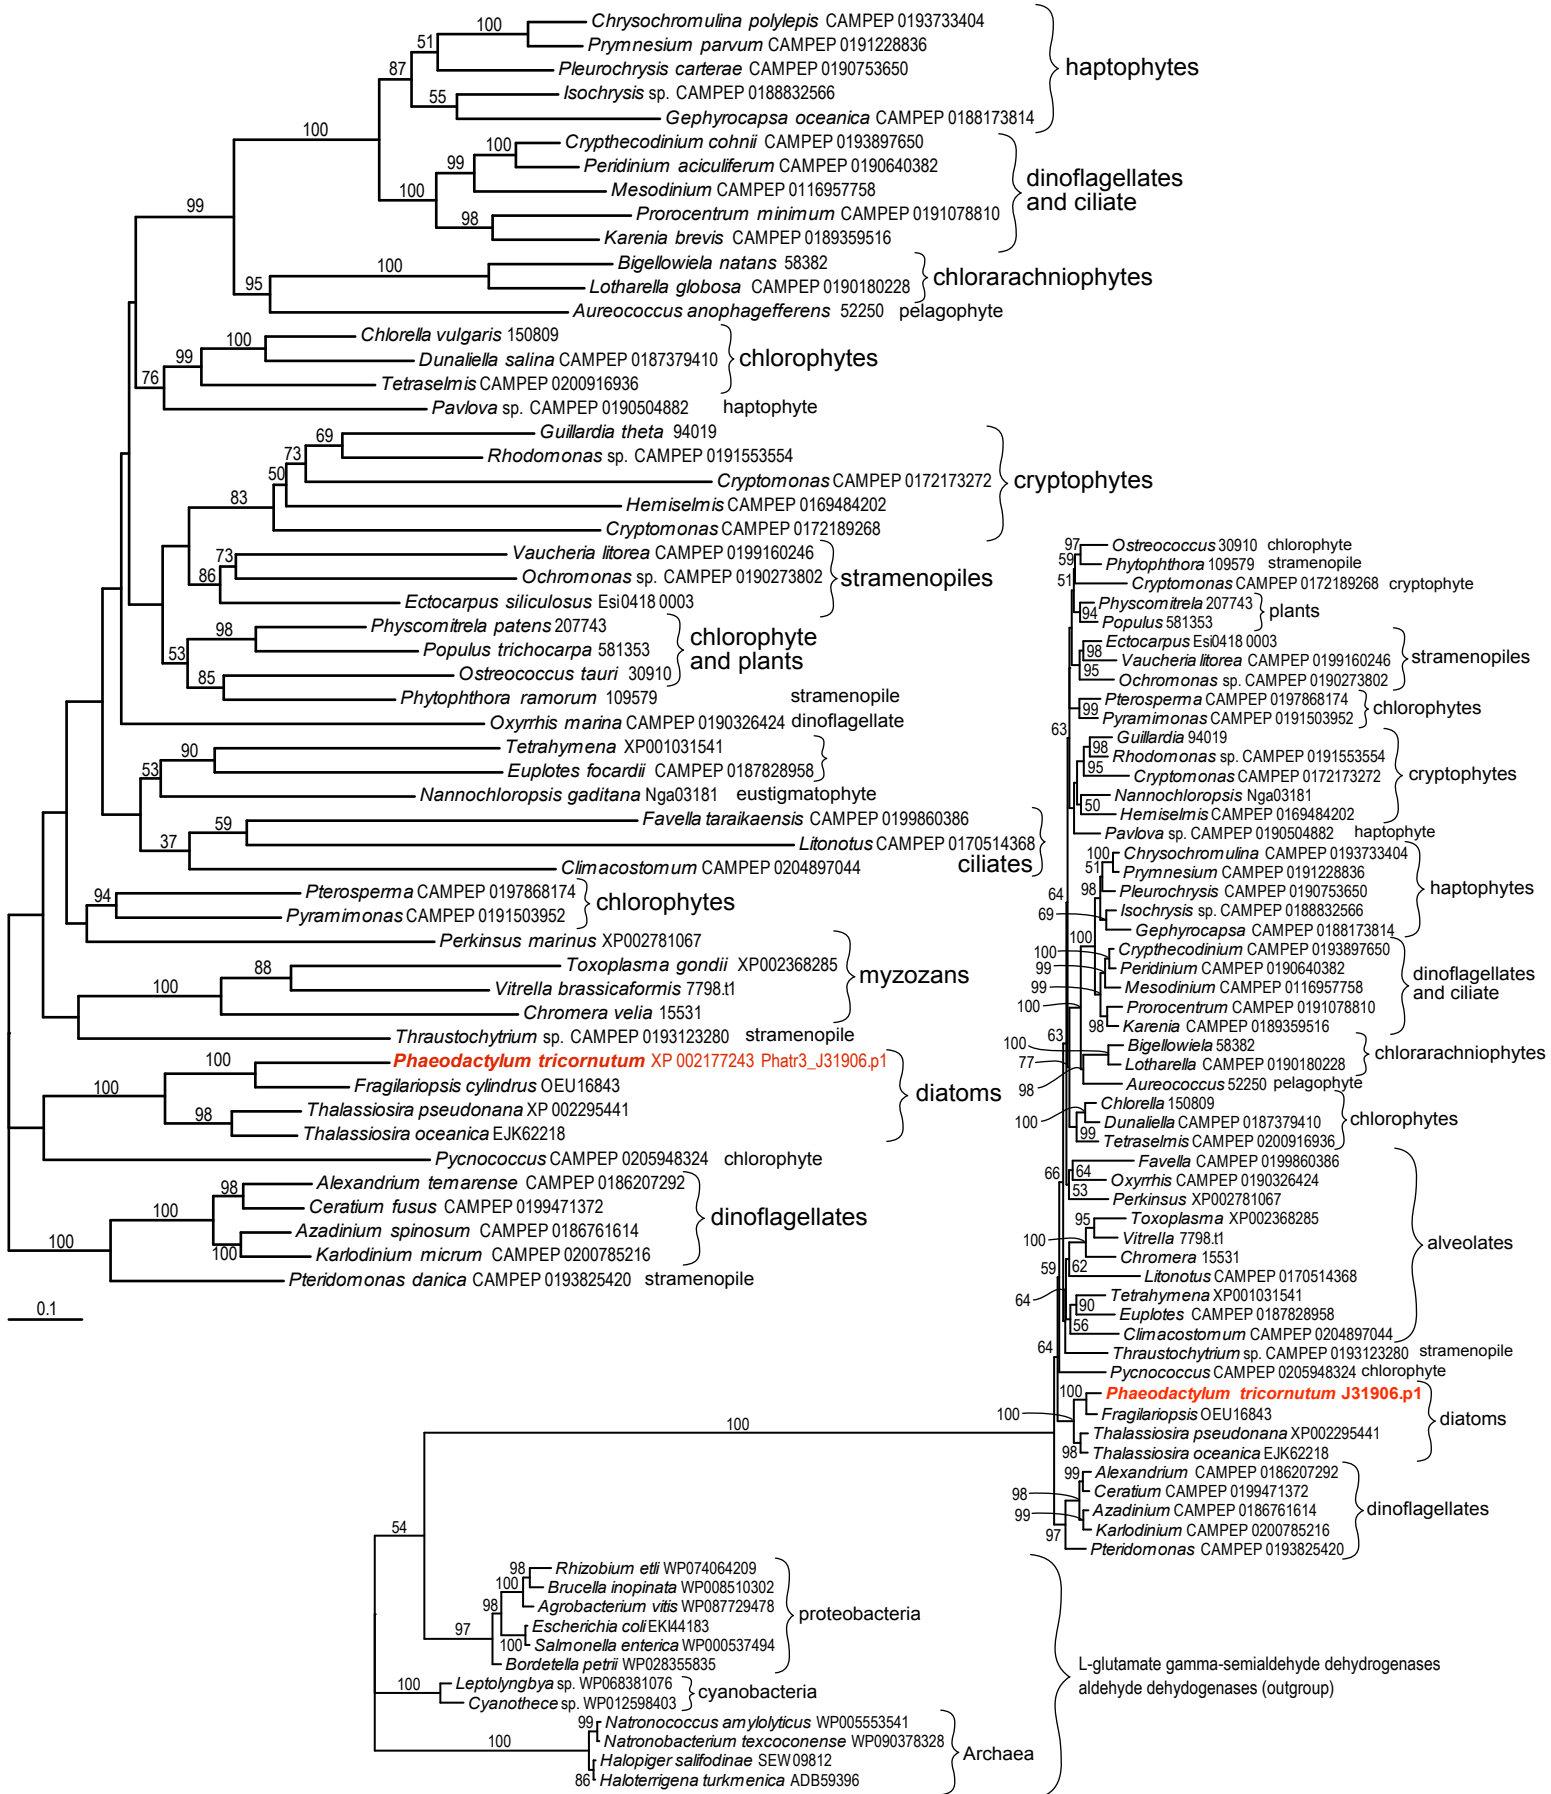 100
Chrysochromulina polylepis CAMPEP 0193733404
51
Prymnesium parvum CAMPEP 0191228836
87
Pleurochrysis carterae CAMPEP 0190753650
haptophytes
55
Isochrysis sp. CAMPEP 0188832566
Gephyrocapsa oceanica CAMPEP 0188173814
100
100
Crypthecodinium cohnii CAMPEP 0193897650
99
Peridinium aciculiferum CAMPEP 0190640382
100
Mesodinium CAMPEP 0116957758
dinoflagellates
and ciliate
98
Prorocentrum minimum CAMPEP 0191078810
Karenia brevis CAMPEP 0189359516
99
100
Bigellowiela natans 58382
95
Lotharella globosa CAMPEP 0190180228
chlorarachniophytes
Aureococcus anophagefferens 52250 pelagophyte
100
Chlorella vulgaris 150809
99
Dunaliella salina CAMPEP 0187379410
chlorophytes
76
Tetraselmis CAMPEP 0200916936
Pavlova sp. CAMPEP 0190504882 haptophyte
69
Guillardia theta 94019
73
Rhodomonas sp. CAMPEP 0191553554
50
Cryptomonas CAMPEP 0172173272
cryptophytes
83
Hemiselmis CAMPEP 0169484202
Cryptomonas CAMPEP 0172189268
73
Vaucheria litorea CAMPEP 0199160246
86
Ochromonas sp. CAMPEP 0190273802
stramenopiles
Ectocarpus siliculosus Esi0418 0003
98
Physcomitrela patens 207743
53
Populus trichocarpa 581353
chlorophyte
and plants
85
Ostreococcus tauri 30910
Phytophthora ramorum 109579 stramenopile
Oxyrrhis marina CAMPEP 0190326424 dinoflagellate
90
Tetrahymena XP001031541
53
Euplotes focardii CAMPEP 0187828958
Nannochloropsis gaditana Nga03181 eustigmatophyte
59
Favella taraikaensis CAMPEP 0199860386
37
Litonotus CAMPEP 0170514368
ciliates
Climacostomum CAMPEP 0204897044
94
Pterosperma CAMPEP 0197868174
Pyramimonas CAMPEP 0191503952
chlorophytes
Perkinsus marinus XP002781067
88
Toxoplasma gondii XP002368285
100
Vitrella brassicaformis 7798.t1
myzozans
Chromera velia 15531
Thraustochytrium sp. CAMPEP 0193123280 stramenopile
100
Phaeodactylum tricornutum XP 002177243 Phatr3_J31906.p1
100
Fragilariopsis cylindrus OEU16843
diatoms
98
Thalassiosira pseudonana XP 002295441
Thalassiosira oceanica EJK62218
Pycnococcus CAMPEP 0205948324 chlorophyte
98
Alexandrium temarense CAMPEP 0186207292
100
Ceratium fusus CAMPEP 0199471372
dinoflagellates
Azadinium spinosum CAMPEP 0186761614
100
100
Karlodinium micrum CAMPEP 0200785216
Pteridomonas danica CAMPEP 0193825420 stramenopile
0.1
97
Ostreococcus 30910 chlorophyte
59
Phytophthora 109579 stramenopile
51
Cryptomonas CAMPEP 0172189268 cryptophyte
Physcomitrela 207743
94
Populus 581353
plants
Ectocarpus Esi0418 0003
98
Vaucheria litorea CAMPEP 0199160246
stramenopiles
95
Ochromonas sp. CAMPEP 0190273802
Pterosperma CAMPEP 0197868174
99
Pyramimonas CAMPEP 0191503952
chlorophytes
63
Guillardia 94019
98
Rhodomonas sp. CAMPEP 0191553554
95
Cryptomonas CAMPEP 0172173272
cryptophytes
Nannochloropsis Nga03181
50
Hemiselmis CAMPEP 0169484202
Pavlova sp. CAMPEP 0190504882 haptophyte
100
Chrysochromulina CAMPEP 0193733404
51
Prymnesium CAMPEP 0191228836
98
Pleurochrysis CAMPEP 0190753650
haptophytes
64
69
Isochrysis sp. CAMPEP 0188832566
Gephyrocapsa CAMPEP 0188173814
100
100
Crypthecodinium CAMPEP 0193897650
99
Peridinium CAMPEP 0190640382
99
Mesodinium CAMPEP 0116957758
dinoflagellates
and ciliate
100
Prorocentrum CAMPEP 0191078810
98
Karenia CAMPEP 0189359516
63
100
Bigellowiela 58382
77
Lotharella CAMPEP 0190180228
chlorarachniophytes
98
Aureococcus 52250 pelagophyte
Chlorella 150809
100
Dunaliella CAMPEP 0187379410
chlorophytes
99
Tetraselmis CAMPEP 0200916936
Favella CAMPEP 0199860386
66
64
Oxyrrhis CAMPEP 0190326424
53
Perkinsus XP002781067
95
Toxoplasma XP002368285
100
Vitrella 7798.t1
alveolates
Chromera 15531
59
62
Litonotus CAMPEP 0170514368
64
Tetrahymena XP001031541
90
Euplotes CAMPEP 0187828958
56
Climacostomum CAMPEP 0204897044
64
Thraustochytrium sp. CAMPEP 0193123280 stramenopile
Pycnococcus CAMPEP 0205948324 chlorophyte
100
Phaeodactylum tricornutum J31906.p1
100
Fragilariopsis OEU16843
diatoms
Thalassiosira pseudonana XP002295441
98
Thalassiosira oceanica EJK62218
99
Alexandrium CAMPEP 0186207292
98
Ceratium CAMPEP 0199471372
99
Azadinium CAMPEP 0186761614
dinoflagellates
Karlodinium CAMPEP 0200785216
97
Pteridomonas CAMPEP 0193825420
100
54
98
Rhizobium etli WP074064209
100
Brucella inopinata WP008510302
98
Agrobacterium vitis WP087729478
proteobacteria
97
Escherichia coli EKI44183
100
Salmonella enterica WP000537494
Bordetella petrii WP028355835
100
Leptolyngbya sp. WP068381076
Cyanothece sp. WP012598403
cyanobacteria
L-glutamate gamma-semialdehyde dehydrogenases
aldehyde dehydogenases (outgroup)
99
Natronococcus amylolyticus WP005553541
100
Natronobacterium texcoconense WP090378328
Archaea
Halopiger salifodinae SEW09812
86
Haloterrigena turkmenica ADB59396